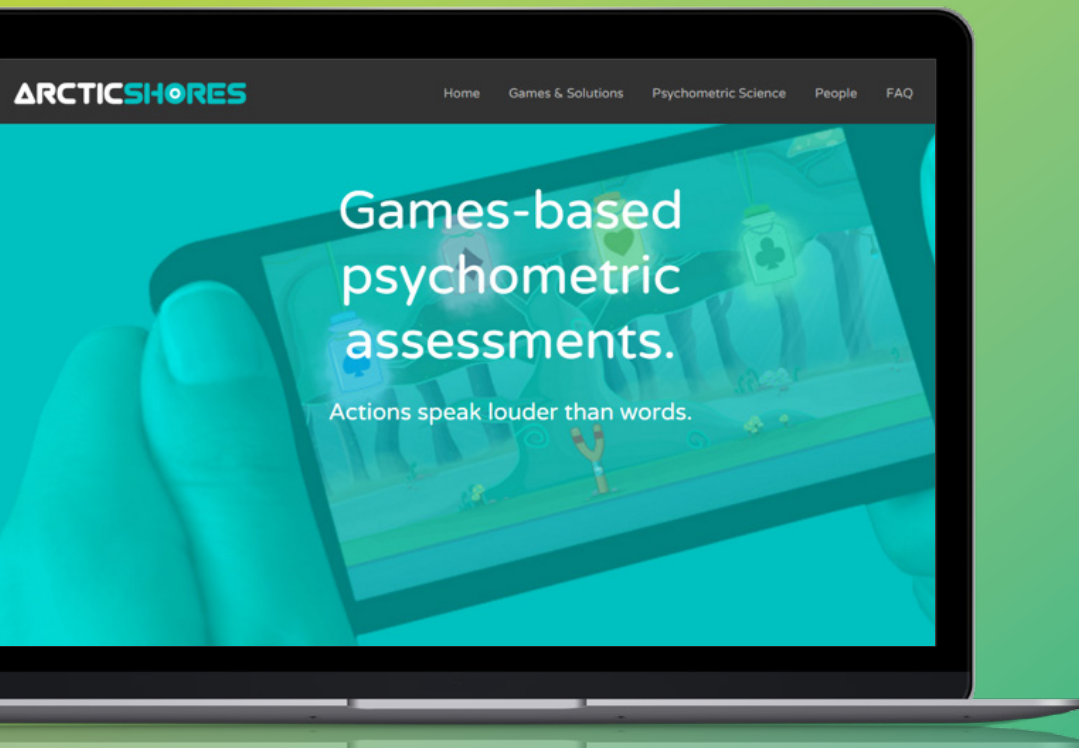 ARCTICSHORES
Home Games & Solutions Psychometric Science People FAQ
Games-based
psychometric
assessments.
Actions speak louder than words.